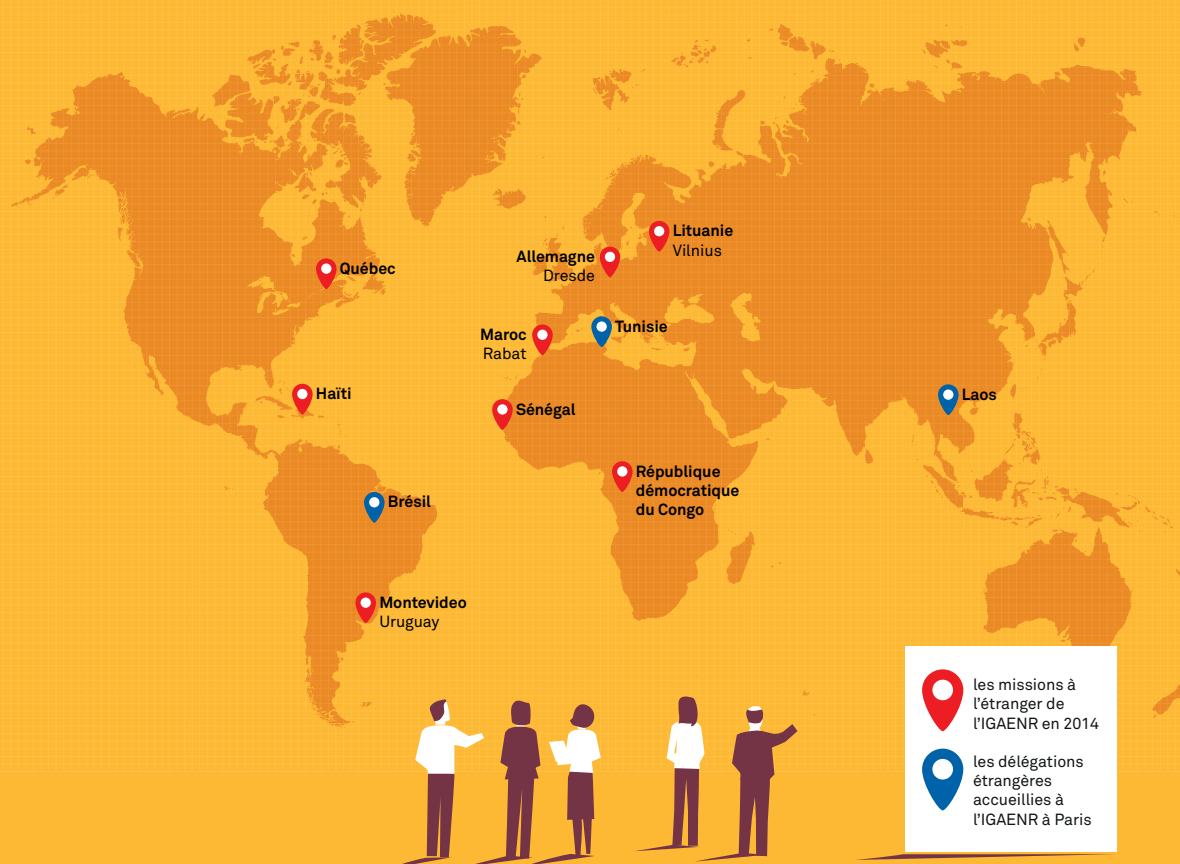 Lituanie
Vilnius
Allemagne
Dresde
Québec
Tunisie
Maroc
Rabat
Haïti
Laos
Sénégal
République
démocratique
du Congo
Brésil
Montevideo
Uruguay
les missions à
l'étranger de
l'IGAENR en 2014
les délégations
étrangères
accueillies à
l'IGAENR à Paris